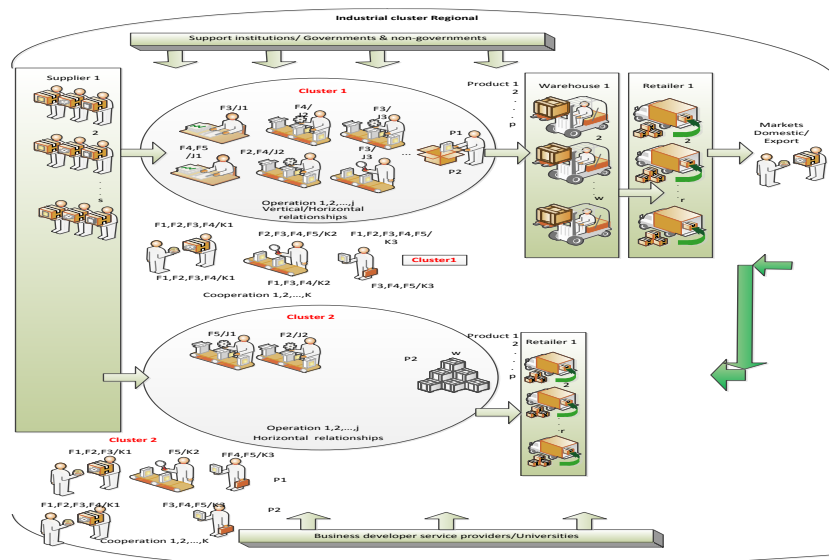 Industrial cluster Regional
Support institutions/ Governments & non-governments
Supplier 1
2
.
.
.
s
Cluster 1
F3/J1
F4/
J2
F3/
J3
F4,F5
/J1
F2,F4/J2
F3/
J3
...
P1
P2
Operation 1,2,...,j
Vertical/Horizontal
relationships
Product 1
2
.
.
.
p
Warehouse 1
2
.
.
w
Retailer 1
2
.
.
r
Markets
Domestic/
Export
F1,F2,F3,F4/K1
F2,F3,F4,F5/K2
F1,F2,F3,F4,F5/
K3
F1,F2,F3,F4/K1
F1,F3,F4/K2
F3,F4,F5/K3
Cluster1
Cooperation 1,2,...,K
Cluster 2
F5/J1
F2/J2
P2
w
Operation 1,2,...,j
Horizontal relationships
Product 1
2
.
.
.
p
Retailer 1
2
.
.
r
Cluster 2
F1,F2,F3/K1
F5/K2
FF4,F5/K3
P1
F1,F2,F3,F4/K1
F3,F4,F5/K3
P2
Cooperation 1,2,...,K
Business developer service providers/Universities